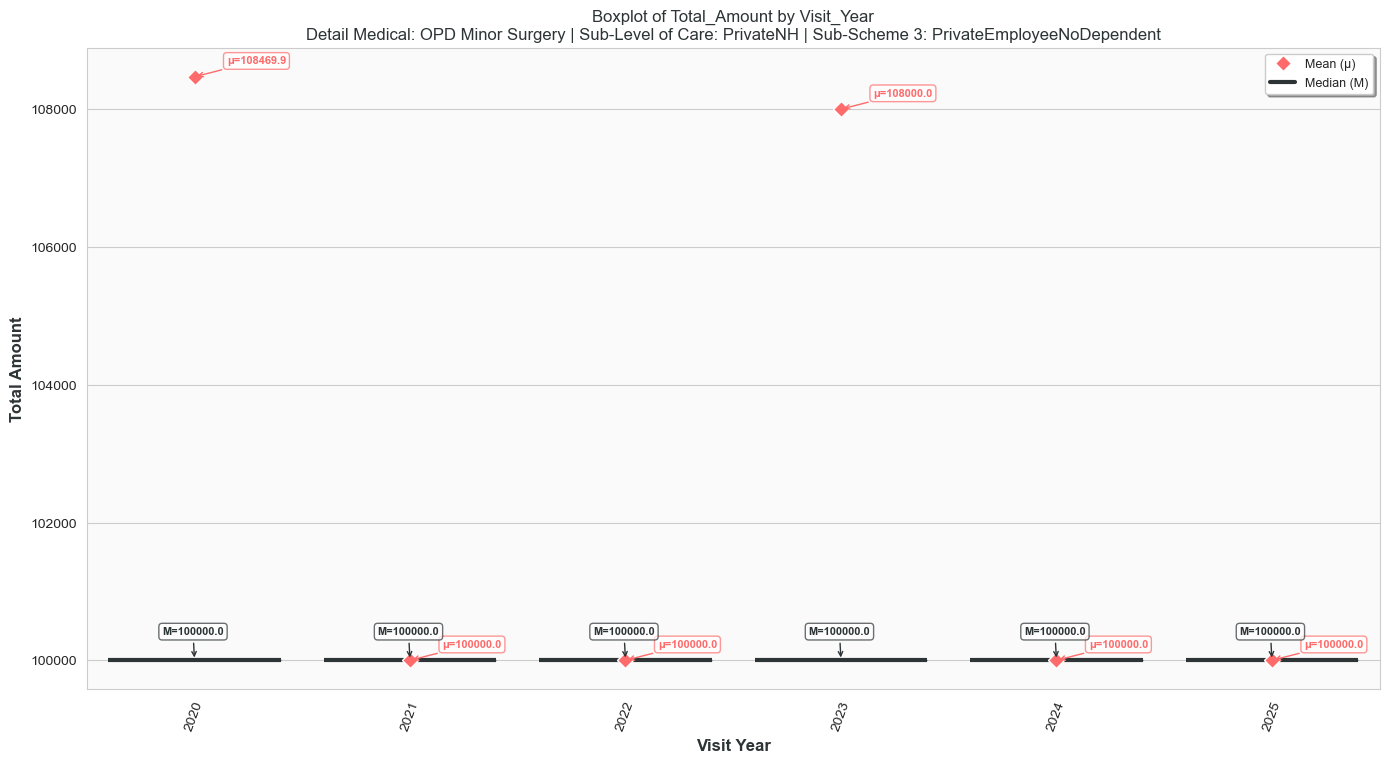 Boxplot of Total_Amount by Visit_Year
Detail Medical: OPD Minor Surgery | Sub-Level of Care: PrivateNH | Sub-Scheme 3: PrivateEmployeeNoDependent
μ=108469.9
Mean (μ)
Median (M)
108000
μ=108000.0
106000
104000
102000
100000
Total Amount
M=100000.0
M=100000.0
M=100000.0
M=100000.0
M=100000.0
M=100000.0
μ=100000.0
μ=100000.0
μ=100000.0
μ=100000.0
2020
2021
2022
2023
2024
2025
Visit Year